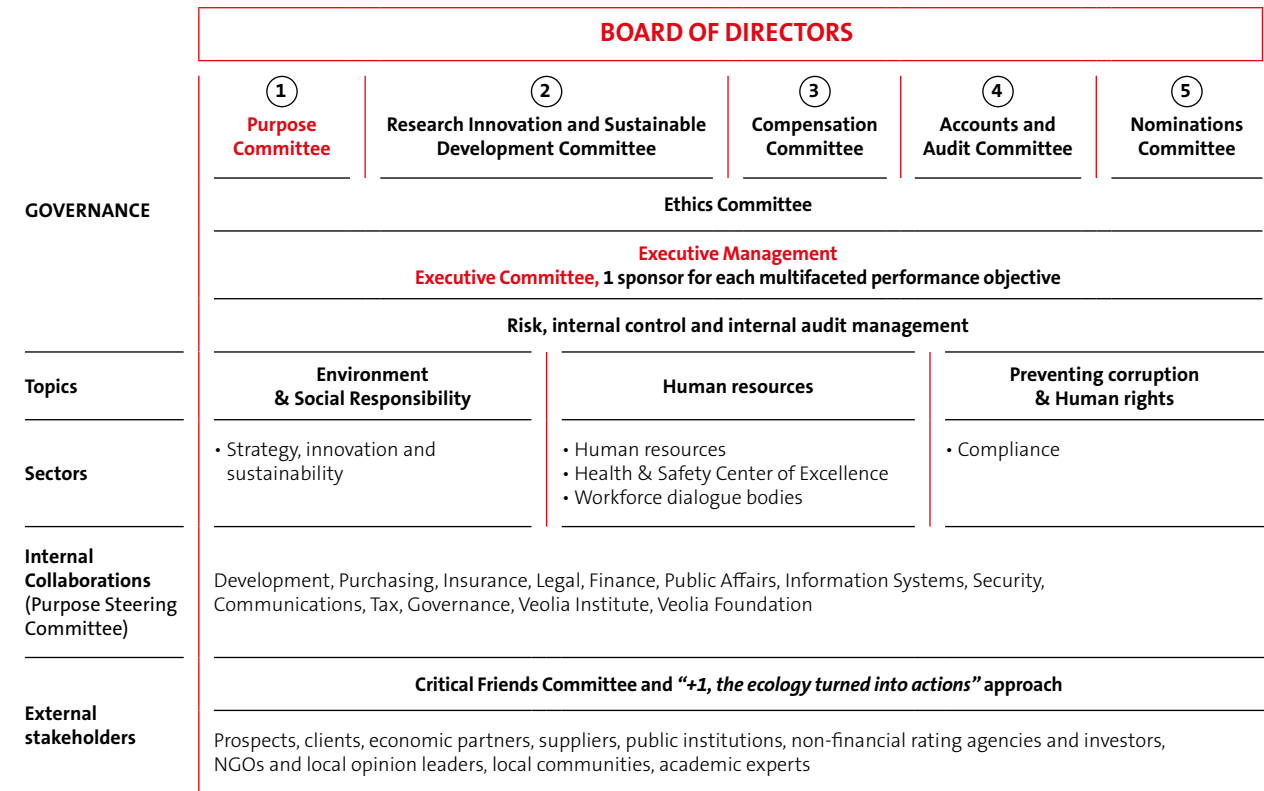 BOARD OF DIRECTORS
1
Purpose
Committee
2
Research Innovation and Sustainable
Development Committee
3
Compensation
Committee
4
Accounts and
Audit Committee
5
Nominations
Committee
GOVERNANCE
Ethics Committee
Executive Management
Executive Committee, 1 sponsor for each multifaceted performance objective
Risk, internal control and internal audit management
Topics
Environment
& Social Responsibility
Human resources
Preventing corruption
& Human rights
Sectors
• Strategy, innovation and
sustainability
• Human resources
• Health & Safety Center of Excellence
• Workforce dialogue bodies
• Compliance
Internal
Collaborations
(Purpose Steering
Committee)
Development, Purchasing, Insurance, Legal, Finance, Public Affairs, Information Systems, Security,
Communications, Tax, Governance, Veolia Institute, Veolia Foundation
External
stakeholders
Critical Friends Committee and “+1, the ecology turned into actions” approach
Prospects, clients, economic partners, suppliers, public institutions, non-financial rating agencies and investors,
NGOs and local opinion leaders, local communities, academic experts